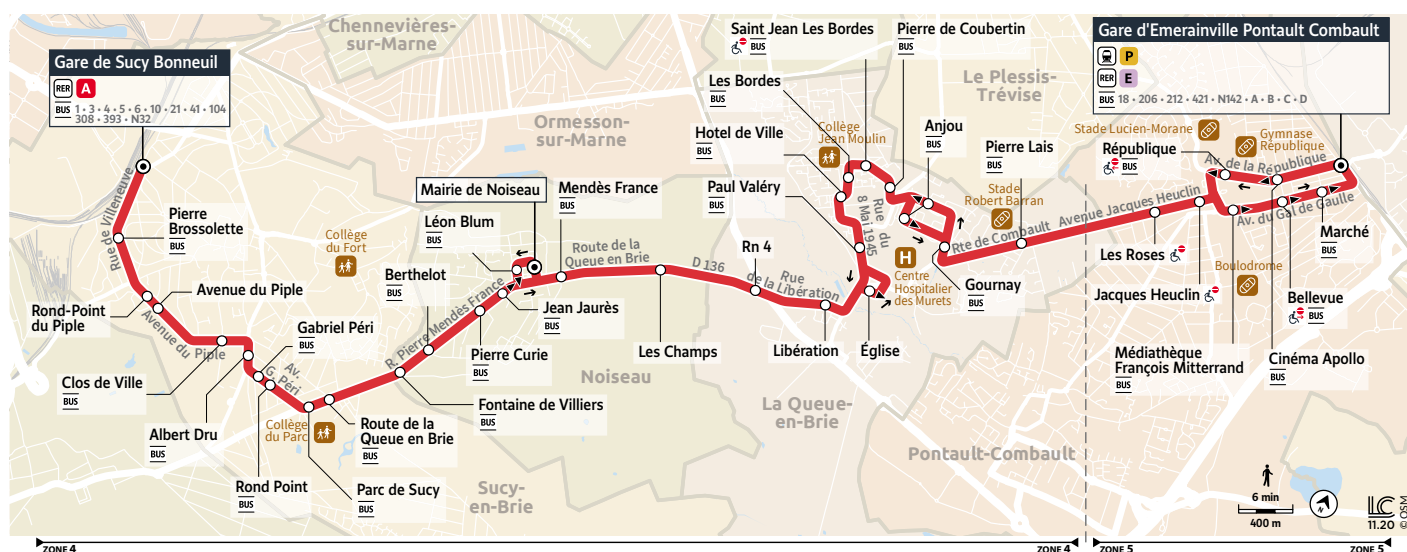 Chennevières-
sur-Marne
Gare de Sucy Bonneuil
RER A
BUS 1 • 3 • 4 • 5 • 6 • 10 • 21 • 41 • 104
308 • 393 • N32
Ormesson-
sur-Marne
Saint Jean Les Bordes
BUS
Pierre de Coubertin
BUS
Le Plessis-
Trévise
Gare d'Emerainville Pontault Combault
P
RER E
BUS 18 • 206 • 212 • 421 • N142 • A • B • C • D
Les Bordes
BUS
Hotel de Ville
BUS
Collège
Jean Moulin
Anjou
BUS
Pierre Lais
BUS
Stade Lucien-Morane
Gymnase
République
République
BUS
Av. de la République
Av. du Gal de Gaulle
Marché
BUS
Rue de Villeneuve
Pierre
Brossolette
BUS
Collège
du Fort
Mairie de Noiseau
Léon Blum
BUS
Mendès France
BUS
Route de la
Queue en Brie
Paul Valéry
BUS
Rue du
8 Mai 1945
Stade
Robert Barran
Rte de Combault
Avenue Jacques Heuclin
Les Roses
Boulodrome
Jacques Heuclin
Bellevue
BUS
Rond-Point
du Piple
BUS
Avenue du Piple
Avenue du Piple
Berthelot
BUS
R. Pierre Mendès France
Jean Jaurès
BUS
D 136
Rn 4
Rue
de la Libération
H
Centre
Hospitalier
des Murets
Gournay
BUS
Clos de Ville
BUS
Gabriel Péri
BUS
Av.
G. Péri
Pierre Curie
BUS
Les Champs
Libération
Église
Médiathèque
François Mitterrand
BUS
Cinéma Apollo
BUS
Albert Dru
BUS
Collège
du Parc
Route de la
Queue en Brie
BUS
Fontaine de Villiers
BUS
Noiseau
La Queue-
en-Brie
Pontault-Combault
Rond Point
BUS
Parc de Sucy
BUS
Sucy-
en-Brie
6 min
400 m
LC
11.20
© OSM
ZONE 4
ZONE 4
ZONE 5
ZONE 5